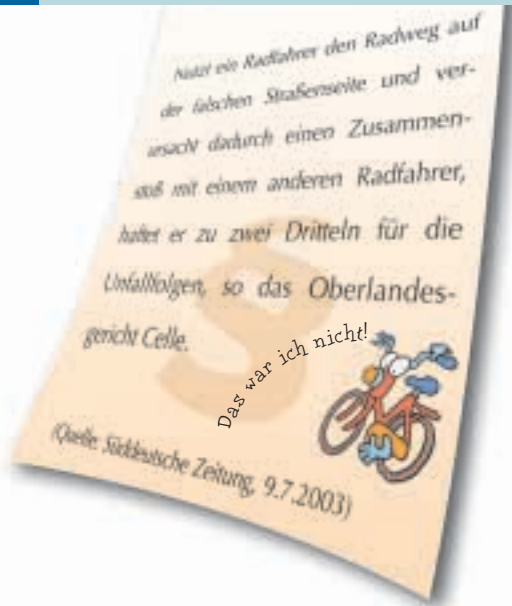 Nutzt ein Radfahrer den Radweg auf
der falschen Straßenseite und ver-
ursacht dadurch einen Zusammen-
stoß mit einem anderen Radfahrer,
haftet er zu zwei Dritteln für die
Unfallfolgen, so das Oberlandes-
gericht Celle.
Das war ich nicht!
(Quelle: Süddeutsche Zeitung, 9.7.2003)